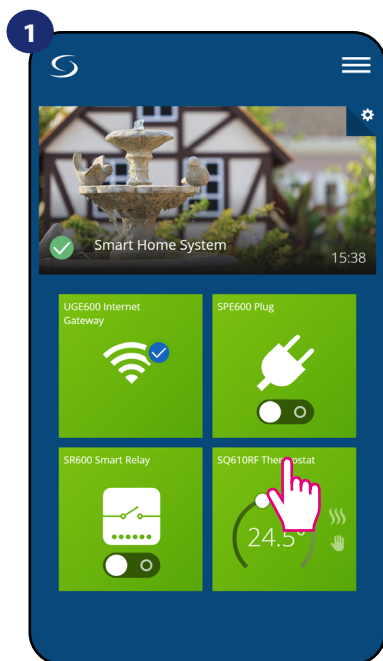 1
Smart Home System
15:38
UGE600 Internet
Gateway
SPE600 Plug
SR600 Smart Relay
SQ610RF Thermostat
24.5°